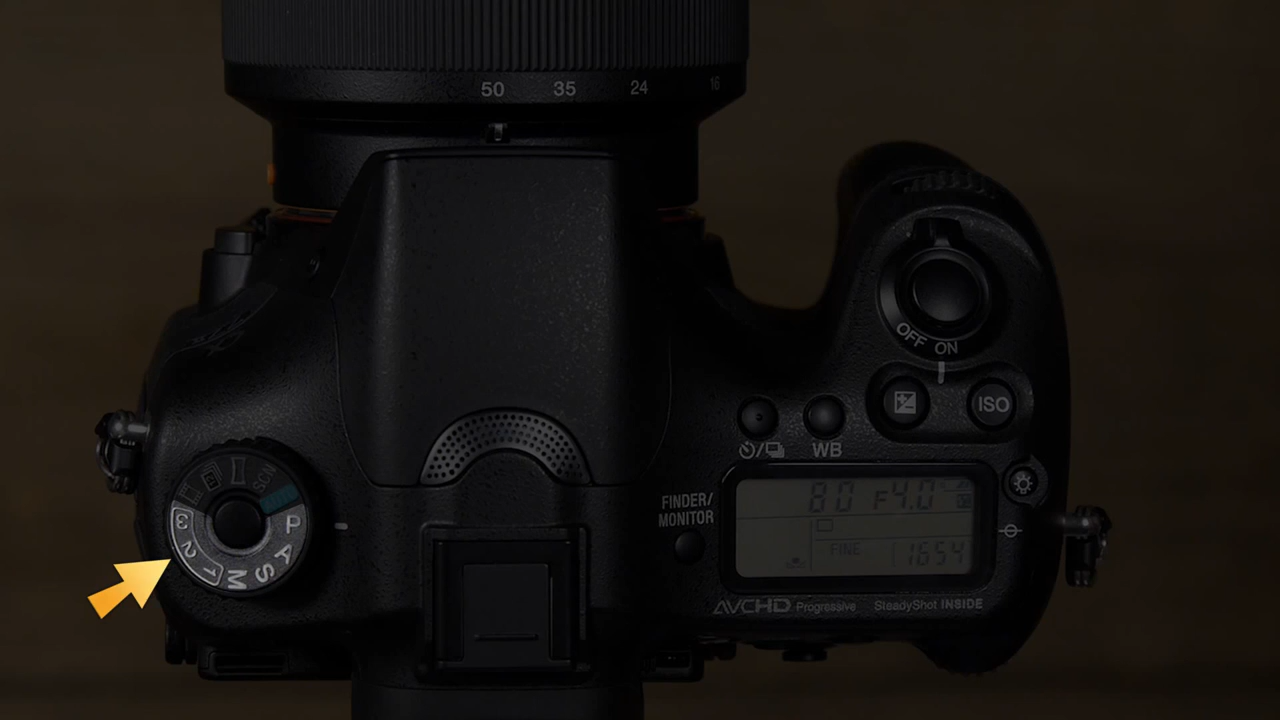 50 35 24 16
OFF ON
ISO
WB
SCN
P
A
S
M
1
2
3
FINDER/
MONITOR
80 F4.0
FINE 1654
AVCHD Progressive SteadyShot INSIDE